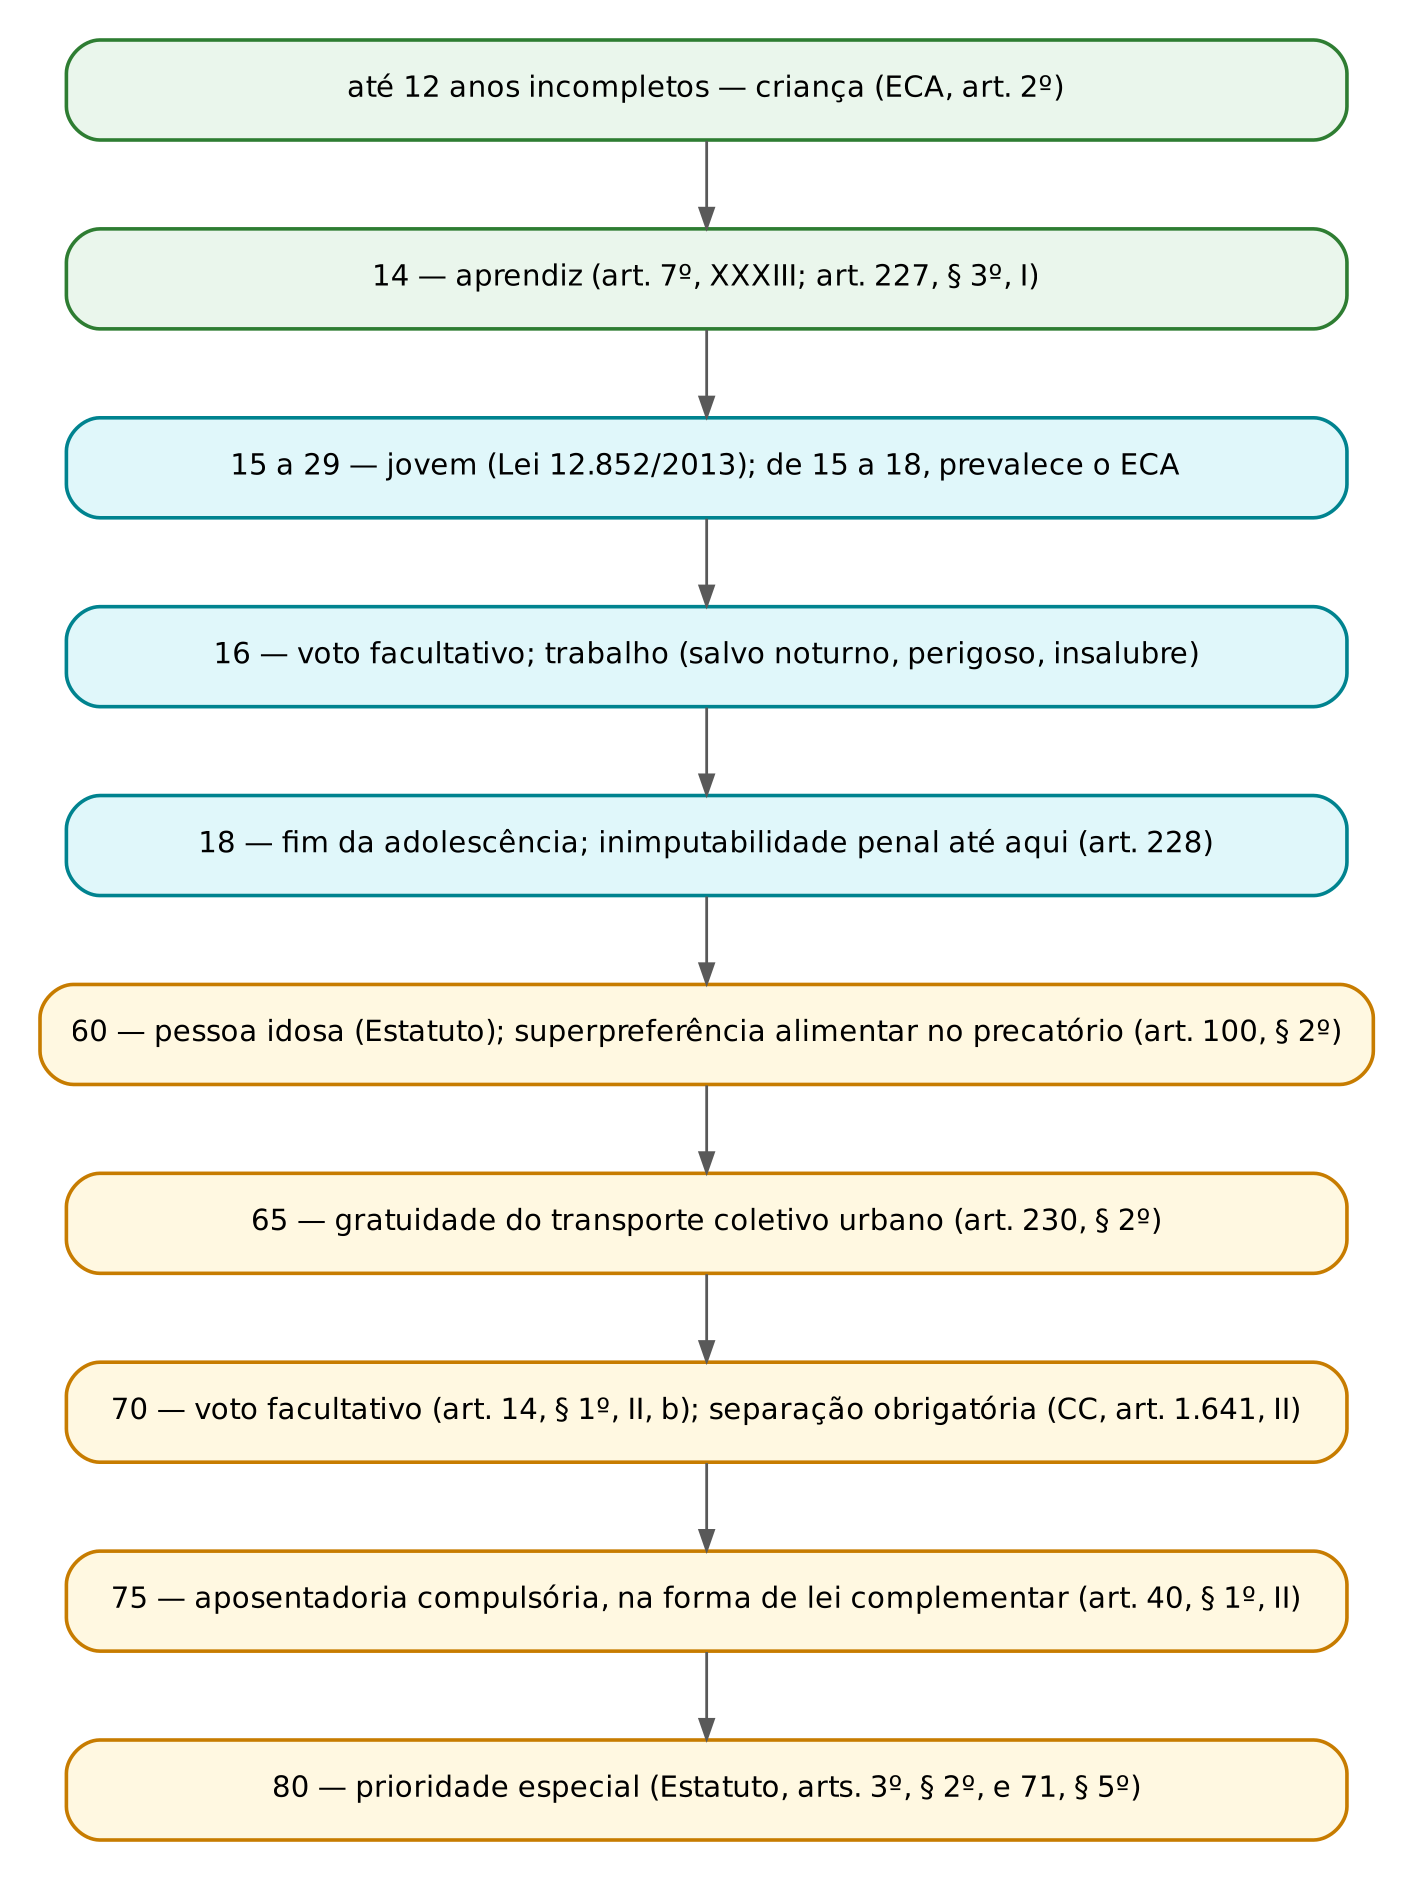 até 12 anos incompletos — criança (ECA, art. 2º)
14 — aprendiz (art. 7º, XXXIII; art. 227, § 3º, I)
15 a 29 — jovem (Lei 12.852/2013); de 15 a 18, prevalece o ECA
16 — voto facultativo; trabalho (salvo noturno, perigoso, insalubre)
18 — fim da adolescência; inimputabilidade penal até aqui (art. 228)
60 — pessoa idosa (Estatuto); superpreferência alimentar no precatório (art. 100, § 2º)
65 — gratuidade do transporte coletivo urbano (art. 230, § 2º)
70 — voto facultativo (art. 14, § 1º, II, b); separação obrigatória (CC, art. 1.641, II)
75 — aposentadoria compulsória, na forma de lei complementar (art. 40, § 1º, II)
80 — prioridade especial (Estatuto, arts. 3º, § 2º, e 71, § 5º)